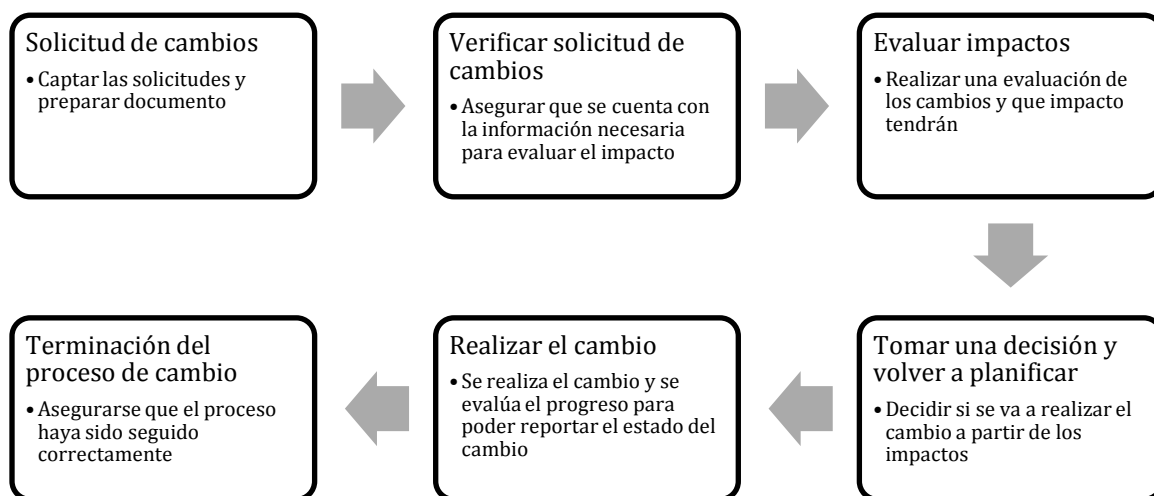 Solicitud de cambios
• Captar las solicitudes y
preparar documento
Verificar solicitud de
cambios
• Asegurar que se cuenta con
la información necesaria
para evaluar el impacto
Evaluar impactos
• Realizar una evaluación de
los cambios y que impacto
tendrán
Tomar una decisión y
volver a planificar
• Decidir si se va a realizar el
cambio a partir de los
impactos
Realizar el cambio
• Se realiza el cambio y se
evalúa el progreso para
poder reportar el estado del
cambio
Terminación del
proceso de cambio
• Asegurarse que el proceso
haya sido seguido
correctamente